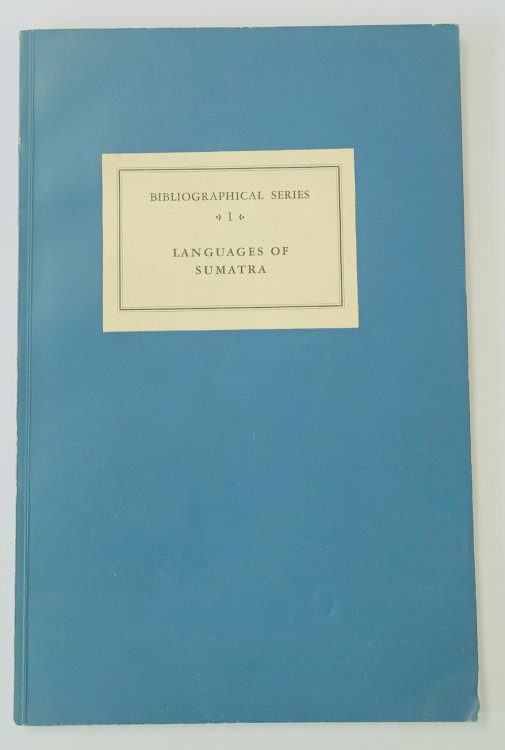 BIBLIOGRAPHICAL SERIES
1
LANGUAGES OF
SUMATRA